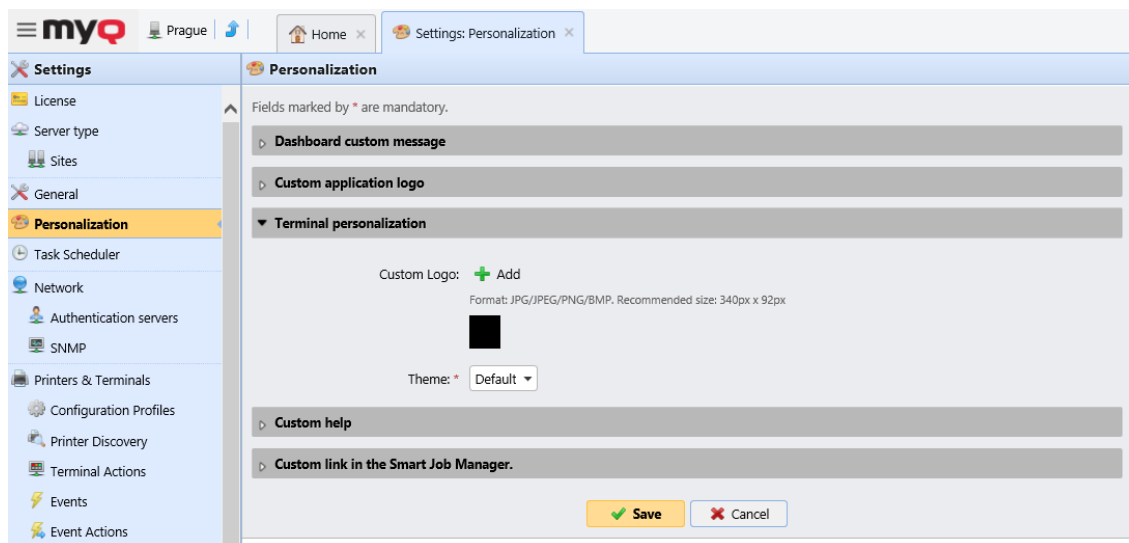 myQ Prague Home × Settings: Personalization ×
Settings
License
Server type
Sites
General
Personalization
Task Scheduler
Network
Authentication servers
SNMP
Printers & Terminals
Configuration Profiles
Printer Discovery
Terminal Actions
Events
Event Actions
Personalization
Fields marked by * are mandatory.
Dashboard custom message
Custom application logo
Terminal personalization
Custom Logo: Add
Format: JPG/JPEG/PNG/BMP. Recommended size: 340px x 92px
Theme: * Default
Custom help
Custom link in the Smart Job Manager.
Save Cancel